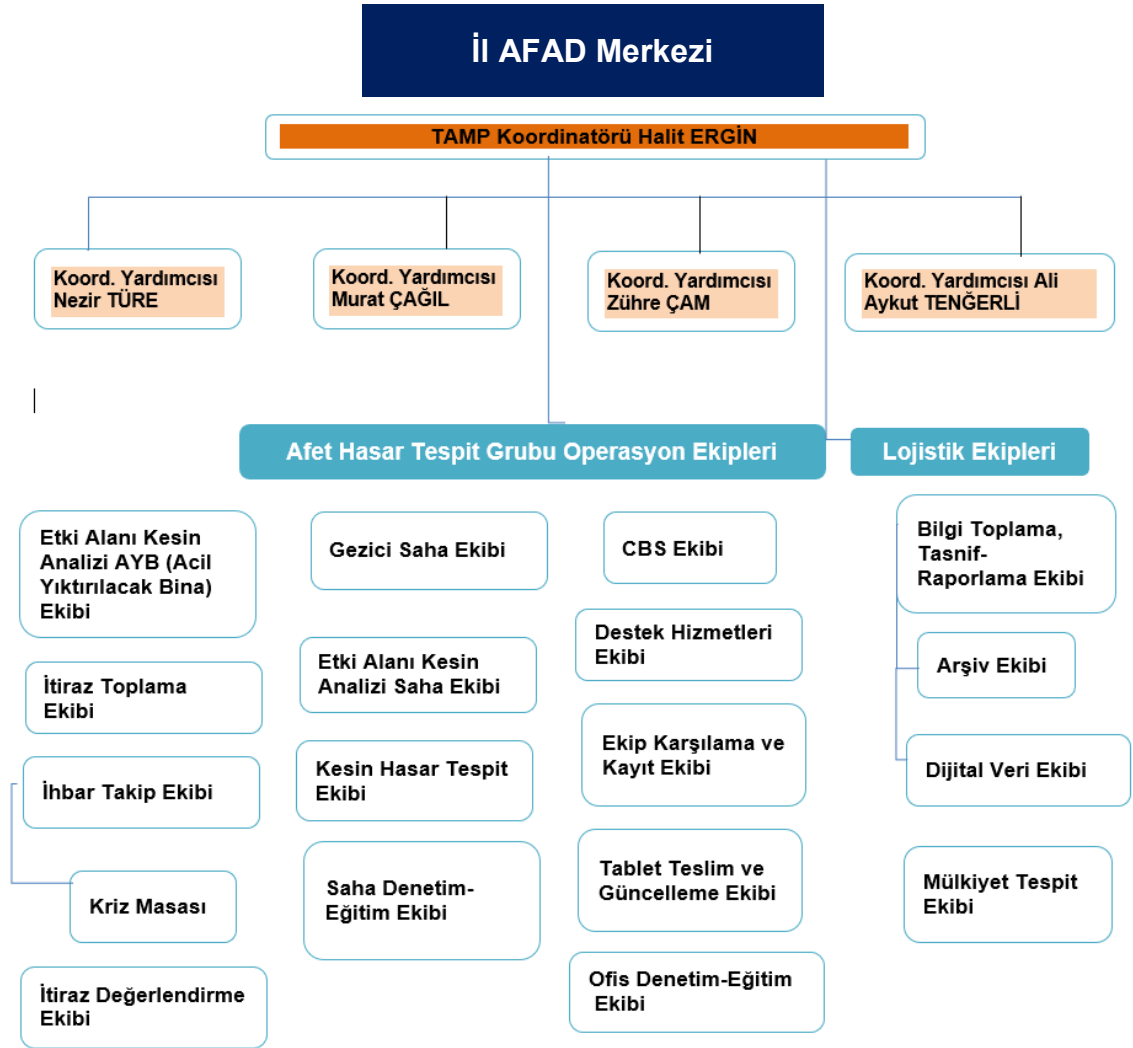 İl AFAD Merkezi
TAMP Koordinatörü Halit ERGİN
Koord. Yardımcısı
Nezir TÜRE
Koord. Yardımcısı
Murat ÇAĞIL
Koord. Yardımcısı
Zühre ÇAM
Koord. Yardımcısı Ali
Aykut TENĞERLİ
Afet Hasar Tespit Grubu Operasyon Ekipleri
Lojistik Ekipleri
Etki Alanı Kesin
Analizi AYB (Acil
Yıktırılacak Bina)
Ekibi
İtiraz Toplama
Ekibi
İhbar Takip Ekibi
Kriz Masası
İtiraz Değerlendirme
Ekibi
Gezici Saha Ekibi
Etki Alanı Kesin
Analizi Saha Ekibi
Kesin Hasar Tespit
Ekibi
Saha Denetim-
Eğitim Ekibi
CBS Ekibi
Destek Hizmetleri
Ekibi
Ekip Karşılama ve
Kayıt Ekibi
Tablet Teslim ve
Güncelleme Ekibi
Ofis Denetim-Eğitim
Ekibi
Bilgi Toplama,
Tasnif-
Raporlama Ekibi
Arşiv Ekibi
Dijital Veri Ekibi
Mülkiyet Tespit
Ekibi